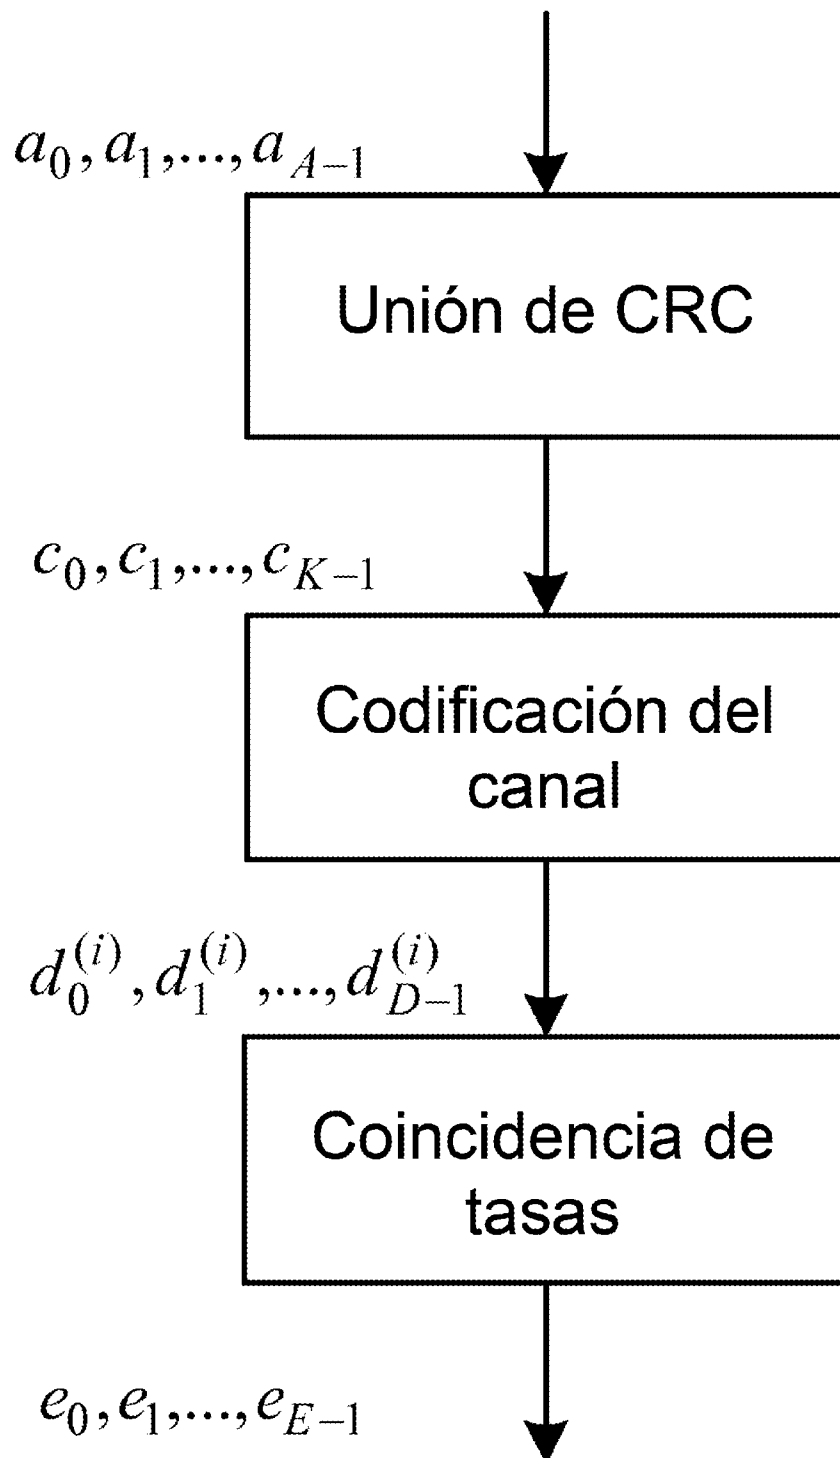 a_0, a_1,..., a_{A-1}
Unión de CRC
c_0, c_1,..., c_{K-1}
Codificación del
canal
d_0^{(i)}, d_1^{(i)},..., d_{D-1}^{(i)}
Coincidencia de
tasas
e_0, e_1,..., e_{E-1}